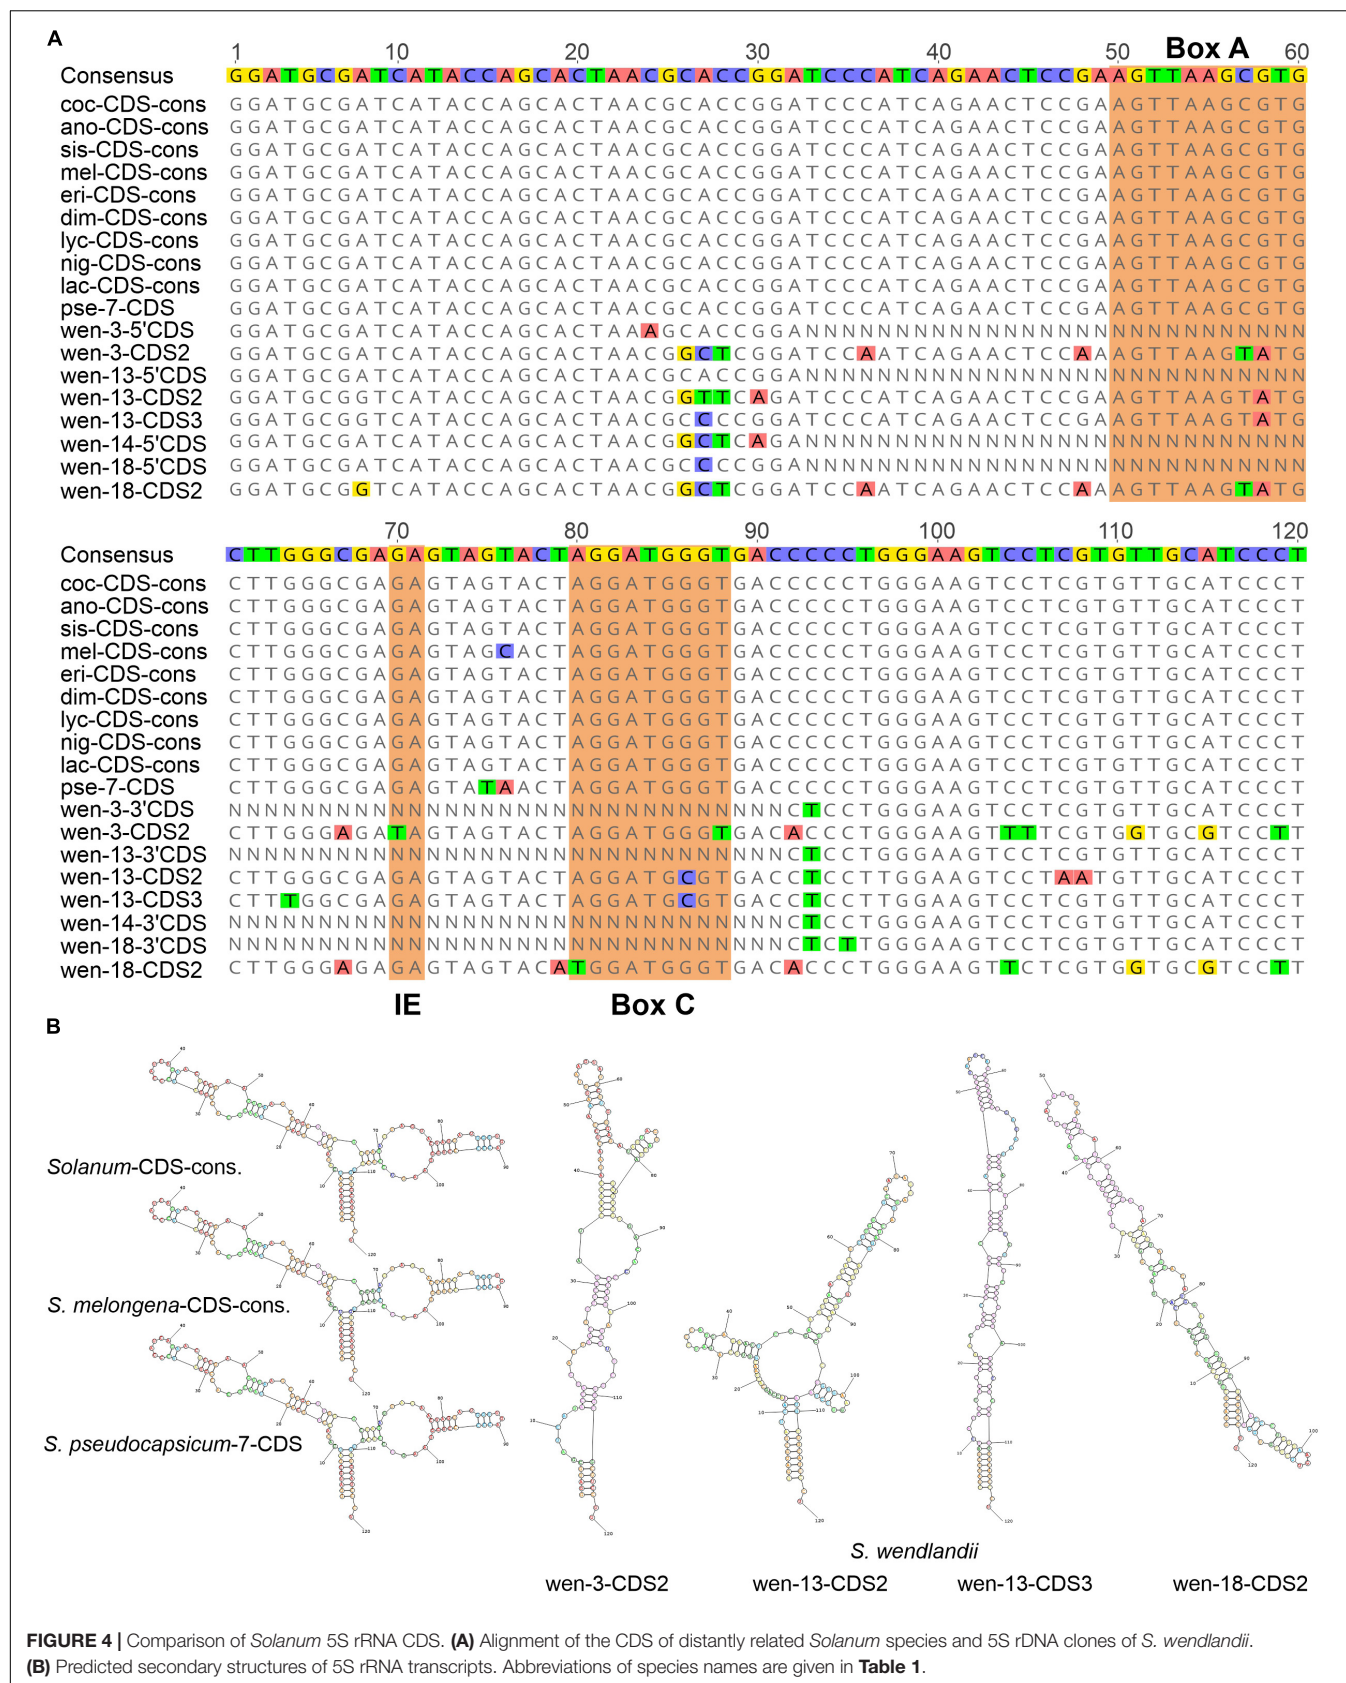 A
1 10 20 30 40 50 Box A 60
Consensus GGATGCGATCATACCAGCACTAACGCACCGGATCCCATCAGAACTCCGAAGTTAAGCGTG
coc-CDS-cons GGATGCGATCATACCAGCACTAACGCACCGGATCCCATCAGAACTCCGAAGTTAAGCGTG
ano-CDS-cons GGATGCGATCATACCAGCACTAACGCACCGGATCCCATCAGAACTCCGAAGTTAAGCGTG
sis-CDS-cons GGATGCGATCATACCAGCACTAACGCACCGGATCCCATCAGAACTCCGAAGTTAAGCGTG
mel-CDS-cons GGATGCGATCATACCAGCACTAACGCACCGGATCCCATCAGAACTCCGAAGTTAAGCGTG
eri-CDS-cons GGATGCGATCATACCAGCACTAACGCACCGGATCCCATCAGAACTCCGAAGTTAAGCGTG
dim-CDS-cons GGATGCGATCATACCAGCACTAACGCACCGGATCCCATCAGAACTCCGAAGTTAAGCGTG
lyc-CDS-cons GGATGCGATCATACCAGCACTAACGCACCGGATCCCATCAGAACTCCGAAGTTAAGCGTG
nig-CDS-cons GGATGCGATCATACCAGCACTAACGCACCGGATCCCATCAGAACTCCGAAGTTAAGCGTG
lac-CDS-cons GGATGCGATCATACCAGCACTAACGCACCGGATCCCATCAGAACTCCGAAGTTAAGCGTG
pse-7-CDS GGATGCGATCATACCAGCACTAACGCACCGGATCCCATCAGAACTCCGAAGTTAAGCGTG
wen-3-5'CDS GGATGCGATCATACCAGCACTAAAGCACCGGANNNNNNNNNNNNNNNNNNNNNNNNNNNN
wen-3-CDS2 GGATGCGATCATACCAGCACTAACGGCTCGGATCCAATCAGAACTCCAAAGTTAAGTATG
wen-13-5'CDS GGATGCGATCATACCAGCACTAACGCACCGGANNNNNNNNNNNNNNNNNNNNNNNNNNNN
wen-13-CDS2 GGATGCGGTCATACCAGCACTAACGGTTCAGATCCCATCAGAACTCCGAAGTTAAGTATG
wen-13-CDS3 GGATGCGGTCATACCAGCACTAACGGCCCGGATCCCATCAGAACTCCGAAGTTAAGTATG
wen-14-5'CDS GGATGCGATCATACCAGCACTAACGGCTCAGANNNNNNNNNNNNNNNNNNNNNNNNNNNN
wen-18-5'CDS GGATGCGATCATACCAGCACTAACGCCCCGGANNNNNNNNNNNNNNNNNNNNNNNNNNNN
wen-18-CDS2 GGATGCGGTCATACCAGCACTAACGGCTCGGATCCAATCAGAACTCCAAAGTTAAGTATG
70 80 90 100 110 120
Consensus CTTGGGCGAGAGTAGTACTAGGATGGGTGACCCCCTGGGAAGTCCTCGTGTTGCATCCCT
coc-CDS-cons CTTGGGCGAGAGTAGTACTAGGATGGGTGACCCCCTGGGAAGTCCTCGTGTTGCATCCCT
ano-CDS-cons CTTGGGCGAGAGTAGTACTAGGATGGGTGACCCCCTGGGAAGTCCTCGTGTTGCATCCCT
sis-CDS-cons CTTGGGCGAGAGTAGTACTAGGATGGGTGACCCCCTGGGAAGTCCTCGTGTTGCATCCCT
mel-CDS-cons CTTGGGCGAGAGTAGCACTAGGATGGGTGACCCCCTGGGAAGTCCTCGTGTTGCATCCCT
eri-CDS-cons CTTGGGCGAGAGTAGTACTAGGATGGGTGACCCCCTGGGAAGTCCTCGTGTTGCATCCCT
dim-CDS-cons CTTGGGCGAGAGTAGTACTAGGATGGGTGACCCCCTGGGAAGTCCTCGTGTTGCATCCCT
lyc-CDS-cons CTTGGGCGAGAGTAGTACTAGGATGGGTGACCCCCTGGGAAGTCCTCGTGTTGCATCCCT
nig-CDS-cons CTTGGGCGAGAGTAGTACTAGGATGGGTGACCCCCTGGGAAGTCCTCGTGTTGCATCCCT
lac-CDS-cons CTTGGGCGAGAGTAGTACTAGGATGGGTGACCCCCTGGGAAGTCCTCGTGTTGCATCCCT
pse-7-CDS CTTGGGCGAGAGTATAACTAGGATGGGTGACCCCCTGGGAAGTCCTCGTGTTGCATCCCT
wen-3-3'CDS NNNNNNNNNNNNNNNNNNNNNNNNNNNNNNNCTCCTGGGAAGTCCTCGTGTTGCATCCCT
wen-3-CDS2 CTTGGGAGATAGTAGTACTAGGATGGGTGACACCCTGGGAAGTTTTCGTGGTGCGTCCTT
wen-13-3'CDS NNNNNNNNNNNNNNNNNNNNNNNNNNNNNNNCTCCTGGGAAGTCCTCGTGTTGCATCCCT
wen-13-CDS2 CTTGGGCGAGAGTAGTACTAGGATGCGTGACCTCCTTGGAAGTCCTAATGTTGCATCCCT
wen-13-CDS3 CTTTGGCGAGAGTAGTACTAGGATGCGTGACCTCCTGGGAAGTCCTCGTGTTGCATCCCT
wen-14-3'CDS NNNNNNNNNNNNNNNNNNNNNNNNNNNNNNNCTCCTGGGAAGTCCTCGTGTTGCATCCCT
wen-18-3'CDS NNNNNNNNNNNNNNNNNNNNNNNNNNNNNNNCTCTTGGGAAGTCCTCGTGTTGCATCCCT
wen-18-CDS2 CTTGGGAGAGAGTAGTACATGGATGGGTGACACCCTGGGAAGTTCTCGTGGTGCGTCCTT
IE Box C
B
Solanum-CDS-cons.
S. melongena-CDS-cons.
S. pseudocapsicum-7-CDS
S. wendlandii
wen-3-CDS2 wen-13-CDS2 wen-13-CDS3 wen-18-CDS2
FIGURE 4 | Comparison of Solanum 5S rRNA CDS. (A) Alignment of the CDS of distantly related Solanum species and 5S rDNA clones of S. wendlandii.
(B) Predicted secondary structures of 5S rRNA transcripts. Abbreviations of species names are given in Table 1.